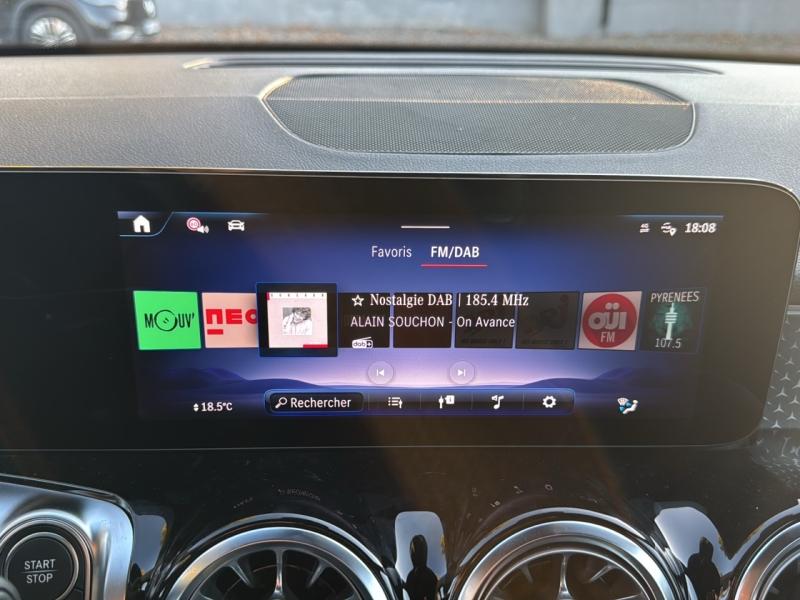 18:08
Favoris FM/DAB
MOUV'
NEO
☆ Nostalgie DAB | 185.4 MHz
ALAIN SOUCHON - On Avance
dab+
OÜI
FM
PYRENEES
107.5
18.5°C
Rechercher
START
STOP